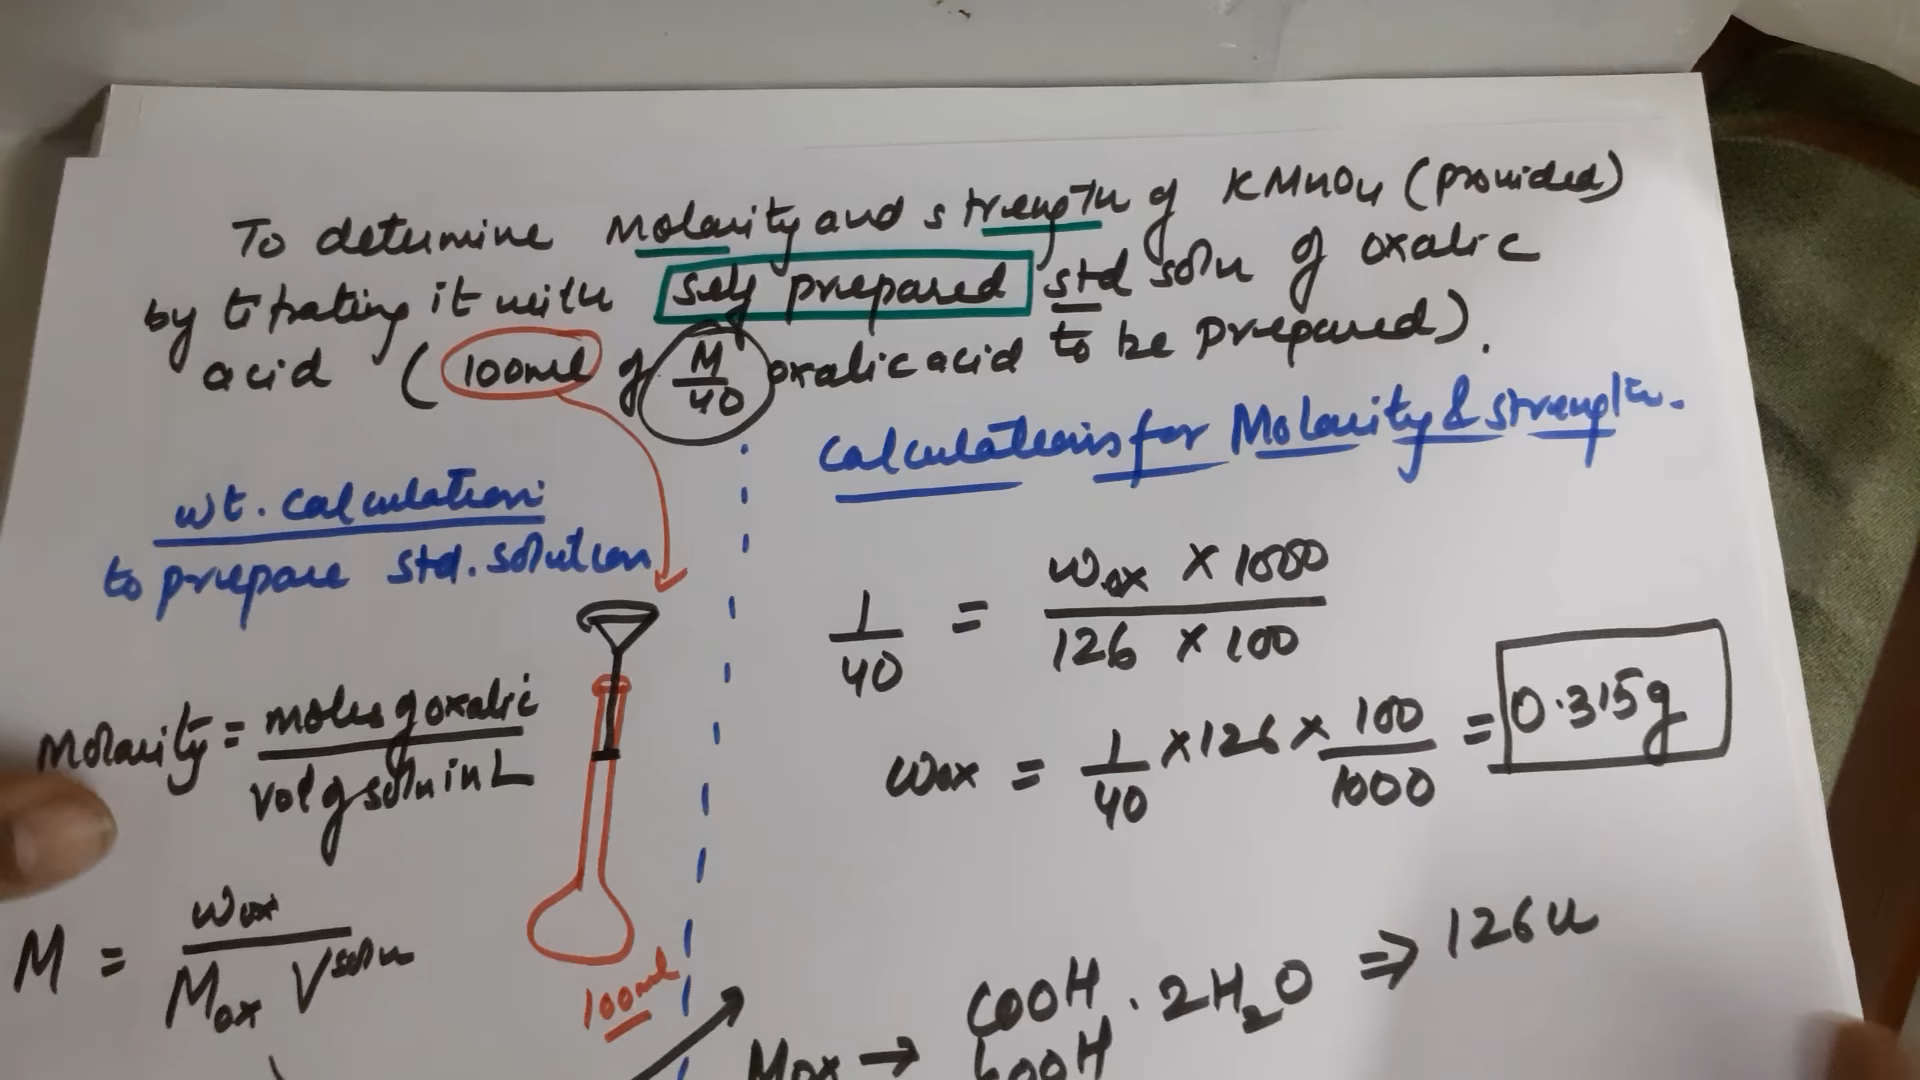 To determine Molarity and strength of KMnO4 (provided)
by titrating it with self prepared std soln of oxalic
acid (100ml of M/40 oxalic acid to be prepared).
wt. calculation
to prepare std. solution
Molarity = moles of oxalic / vol of soln in L
M = wox / Mox Vsoln
100ml
Calculations for Molarity & strength.
1/40 = wox × 1000 / 126 × 100
wox = 1/40 × 126 × 100/1000 = 0.315g
Mox → COOH . 2H2O ⇒ 126u
COOH